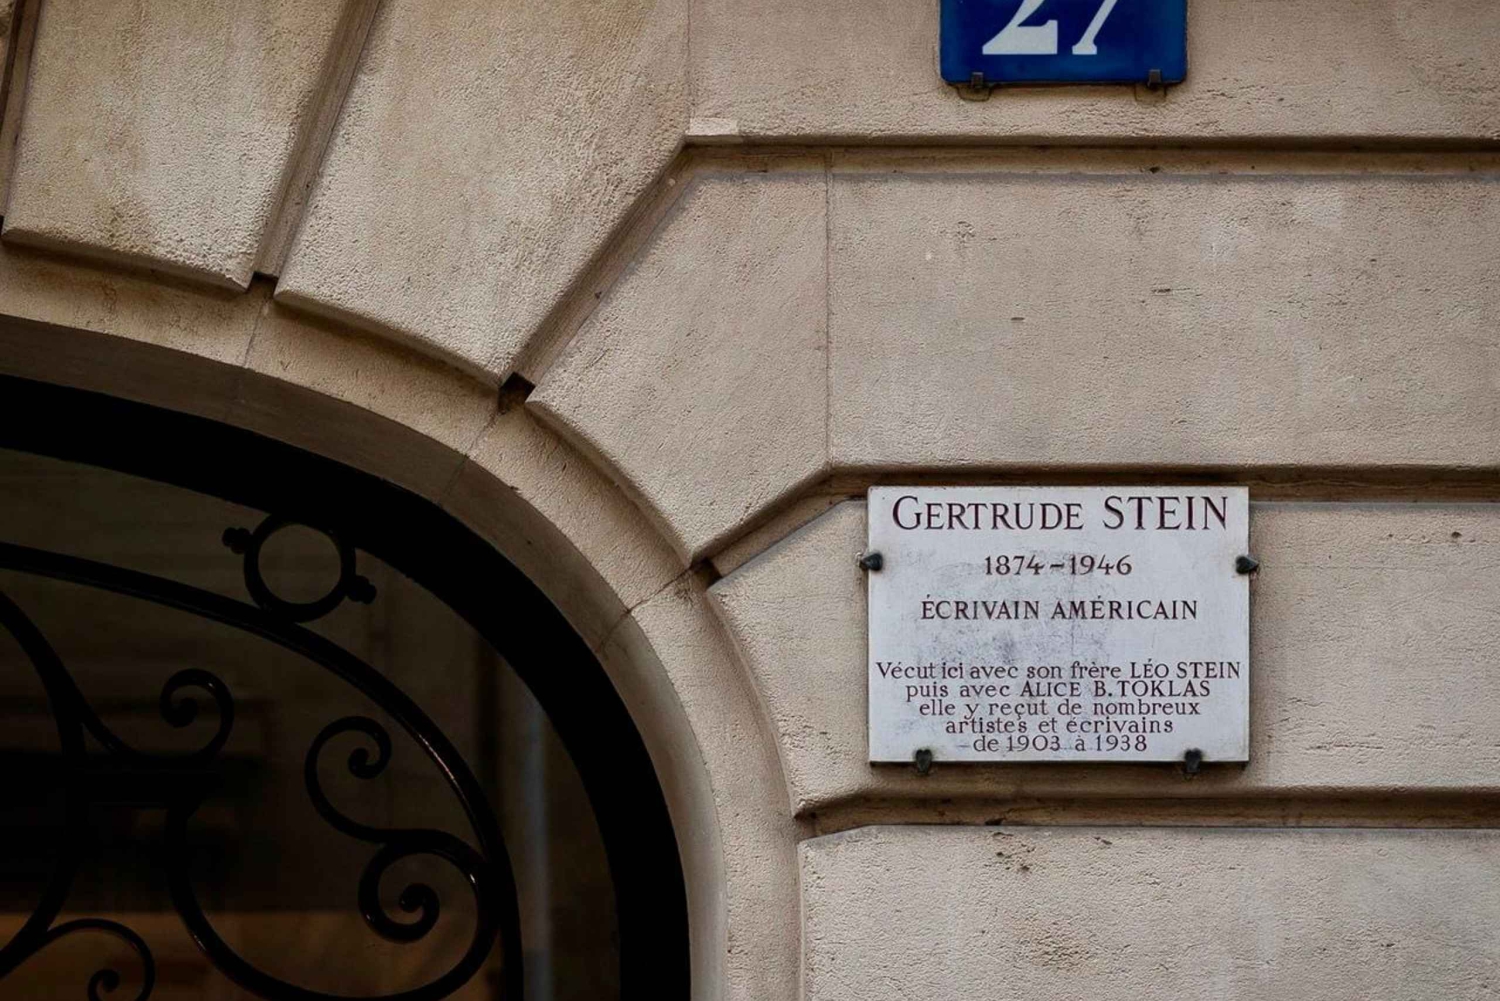 27
GERTRUDE STEIN
1874-1946
ÉCRIVAIN AMÉRICAIN
Vécut ici avec son frère LÉO STEIN
puis avec ALICE B. TOKLAS
elle y reçut de nombreux
artistes et écrivains
de 1903 à 1938